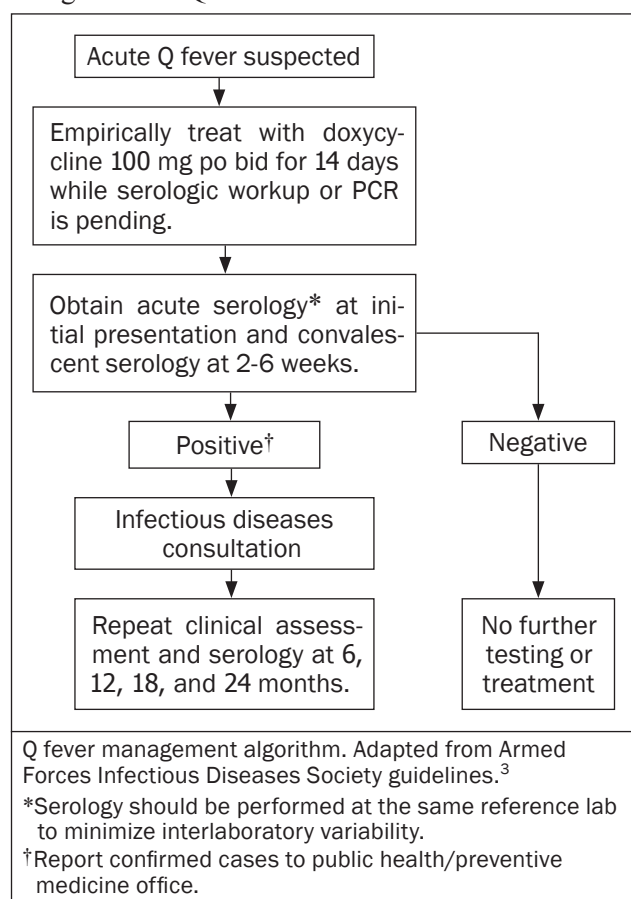 Acute Q fever suspected
Empirically treat with doxycy-
cline 100 mg po bid for 14 days
while serologic workup or PCR
is pending.
Obtain acute serology* at ini-
tial presentation and convales-
cent serology at 2-6 weeks.
Positive†
Negative
Infectious diseases
consultation
Repeat clinical assess-
ment and serology at 6,
12, 18, and 24 months.
No further
testing or
treatment
Q fever management algorithm. Adapted from Armed
Forces Infectious Diseases Society guidelines.3
*Serology should be performed at the same reference lab
to minimize interlaboratory variability.
†Report confirmed cases to public health/preventive
medicine office.